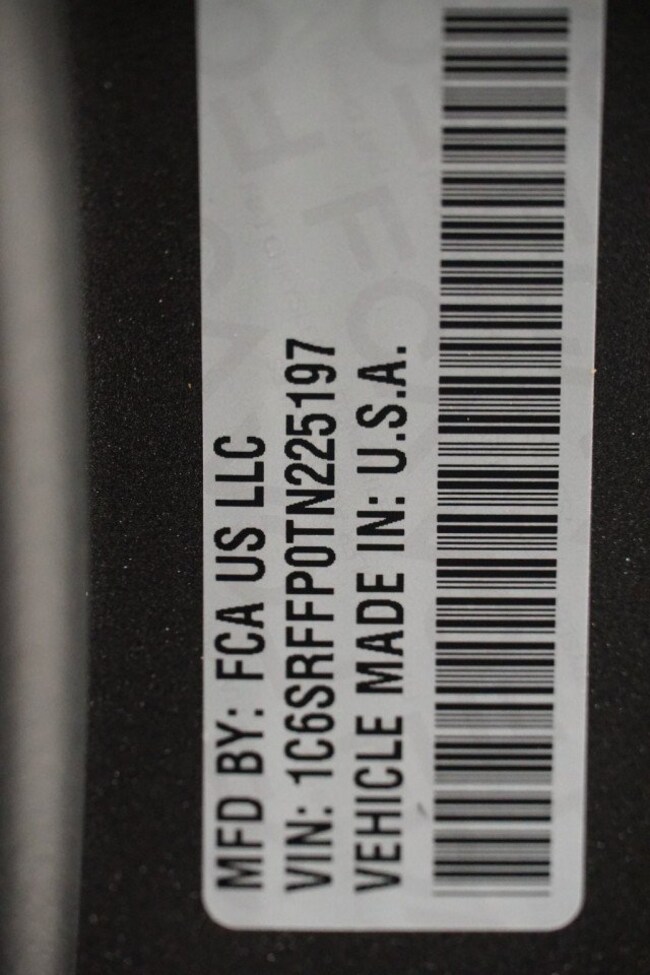 MFD BY: FCA US LLC
VIN: 1C6SRFFP0TN225197
VEHICLE MADE IN: U.S.A.